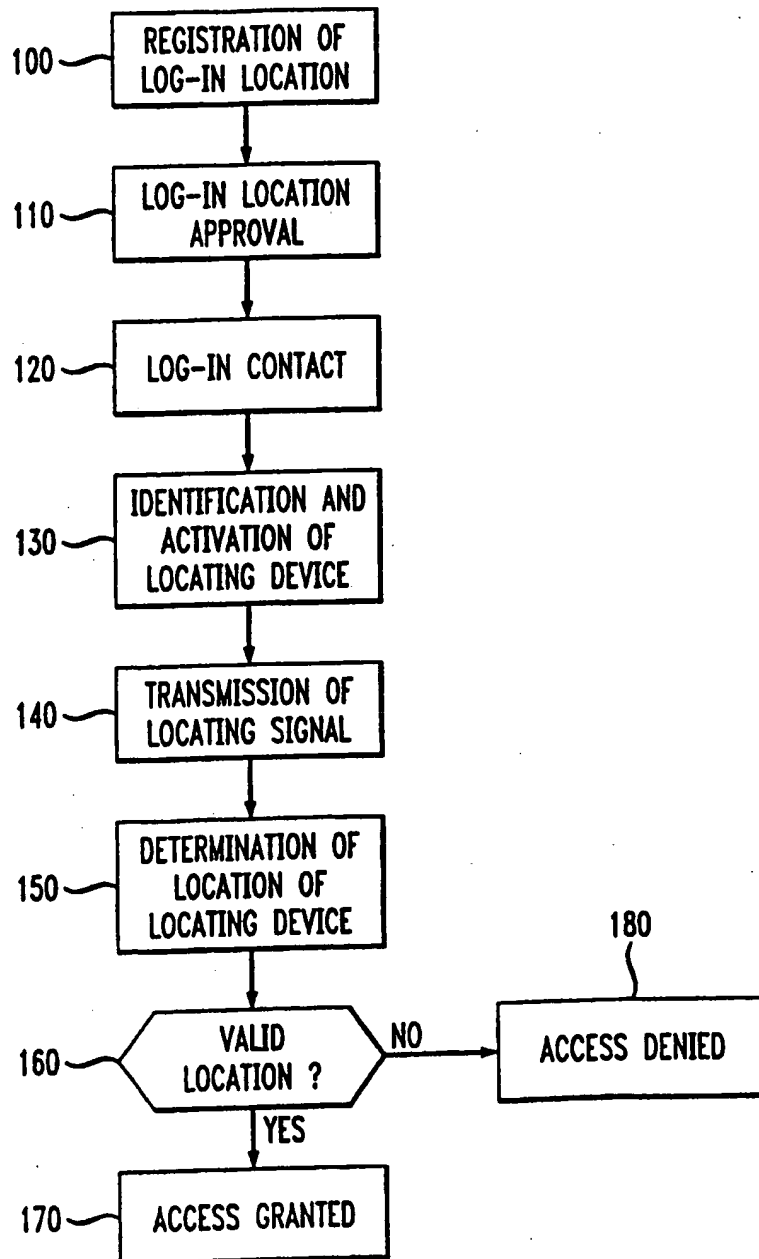 100
REGISTRATION OF
LOG-IN LOCATION
110
LOG-IN LOCATION
APPROVAL
120
LOG-IN CONTACT
130
IDENTIFICATION AND
ACTIVATION OF
LOCATING DEVICE
140
TRANSMISSION OF
LOCATING SIGNAL
150
DETERMINATION OF
LOCATION OF
LOCATING DEVICE
160
VALID
LOCATION ?
NO
180
ACCESS DENIED
YES
170
ACCESS GRANTED